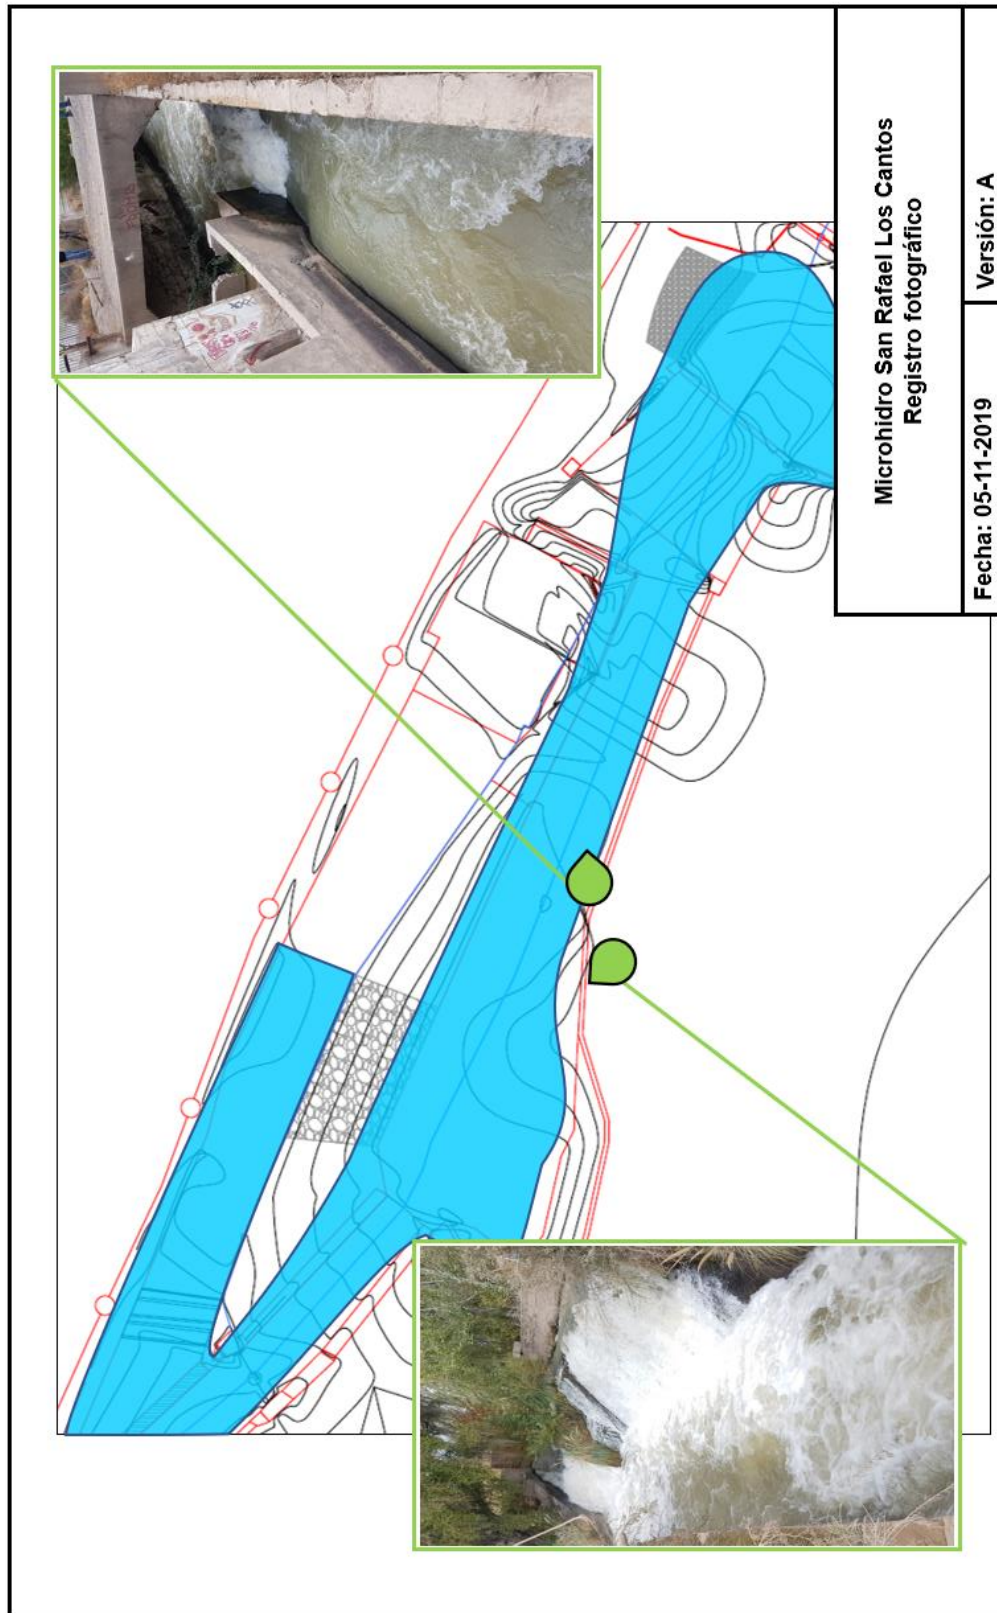 Microhidro San Rafael Los Cantos
Registro fotográfico
Fecha: 05-11-2019
Versión: A